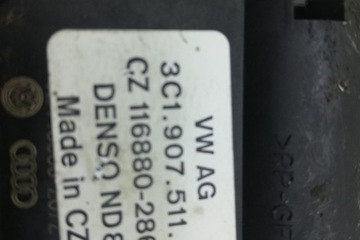 VW AG
3C1.907.511.
CZ 116880-286
DENSO ND8
Made in CZ